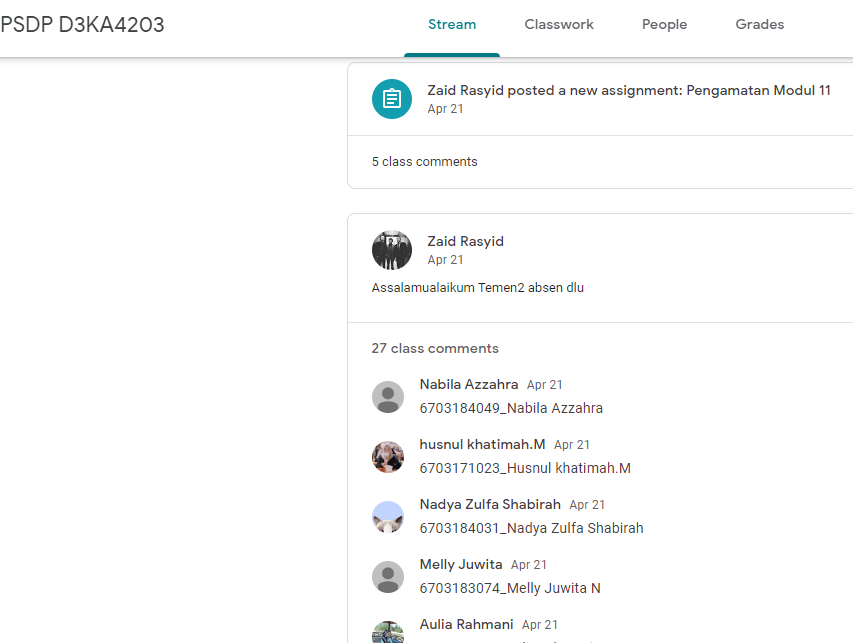 PSDP D3KA4203
Stream
Classwork
People
Grades
Zaid Rasyid posted a new assignment: Pengamatan Modul 11
Apr 21
5 class comments
Zaid Rasyid
Apr 21
Assalamualaikum Temen2 absen dlu
27 class comments
Nabila Azzahra Apr 21
6703184049_Nabila Azzahra
husnul khatimah.M Apr 21
6703171023_Husnul khatimah.M
Nadya Zulfa Shabirah Apr 21
6703184031_Nadya Zulfa Shabirah
Melly Juwita Apr 21
6703183074_Melly Juwita N
Aulia Rahmani Apr 21